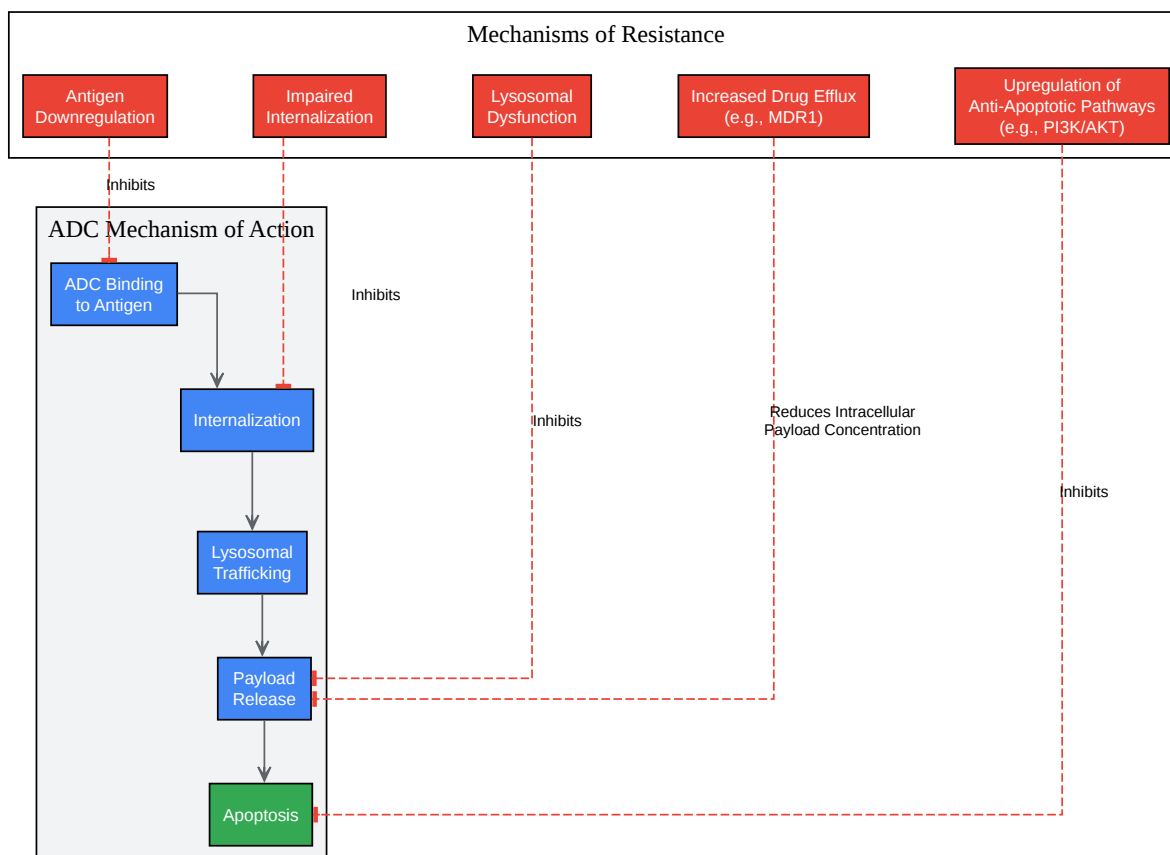 Mechanisms of Resistance
Antigen
Downregulation
Impaired
Internalization
Lysosomal
Dysfunction
Increased Drug Efflux
(e.g., MDR1)
Upregulation of
Anti-Apoptotic Pathways
(e.g., PI3K/AKT)
Inhibits
ADC Mechanism of Action
ADC Binding
to Antigen
Inhibits
Internalization
Inhibits
Reduces Intracellular
Payload Concentration
Inhibits
Lysosomal
Trafficking
Payload
Release
Apoptosis